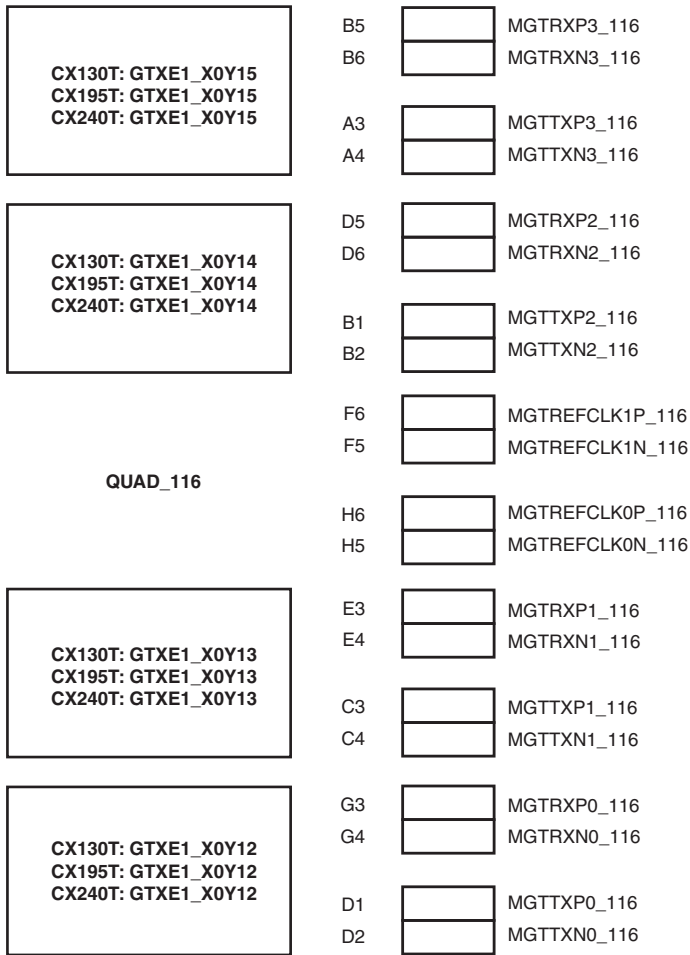 B5 MGTRXP3_116
B6 MGTRXN3_116
CX130T: GTXE1_X0Y15
CX195T: GTXE1_X0Y15
CX240T: GTXE1_X0Y15
A3 MGTTXP3_116
A4 MGTTXN3_116
D5 MGTRXP2_116
D6 MGTRXN2_116
CX130T: GTXE1_X0Y14
CX195T: GTXE1_X0Y14
CX240T: GTXE1_X0Y14
B1 MGTTXP2_116
B2 MGTTXN2_116
F6 MGTREFCLK1P_116
F5 MGTREFCLK1N_116
QUAD_116
H6 MGTREFCLK0P_116
H5 MGTREFCLK0N_116
E3 MGTRXP1_116
E4 MGTRXN1_116
CX130T: GTXE1_X0Y13
CX195T: GTXE1_X0Y13
CX240T: GTXE1_X0Y13
C3 MGTTXP1_116
C4 MGTTXN1_116
G3 MGTRXP0_116
G4 MGTRXN0_116
CX130T: GTXE1_X0Y12
CX195T: GTXE1_X0Y12
CX240T: GTXE1_X0Y12
D1 MGTTXP0_116
D2 MGTTXN0_116